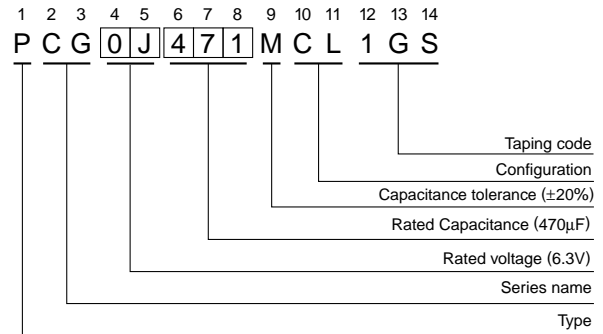 1 2 3 4 5 6 7 8 9 10 11 12 13 14
P C G 0 J 4 7 1 M C L 1 G S
Taping code
Configuration
Capacitance tolerance (±20%)
Rated Capacitance (470μF)
Rated voltage (6.3V)
Series name
Type